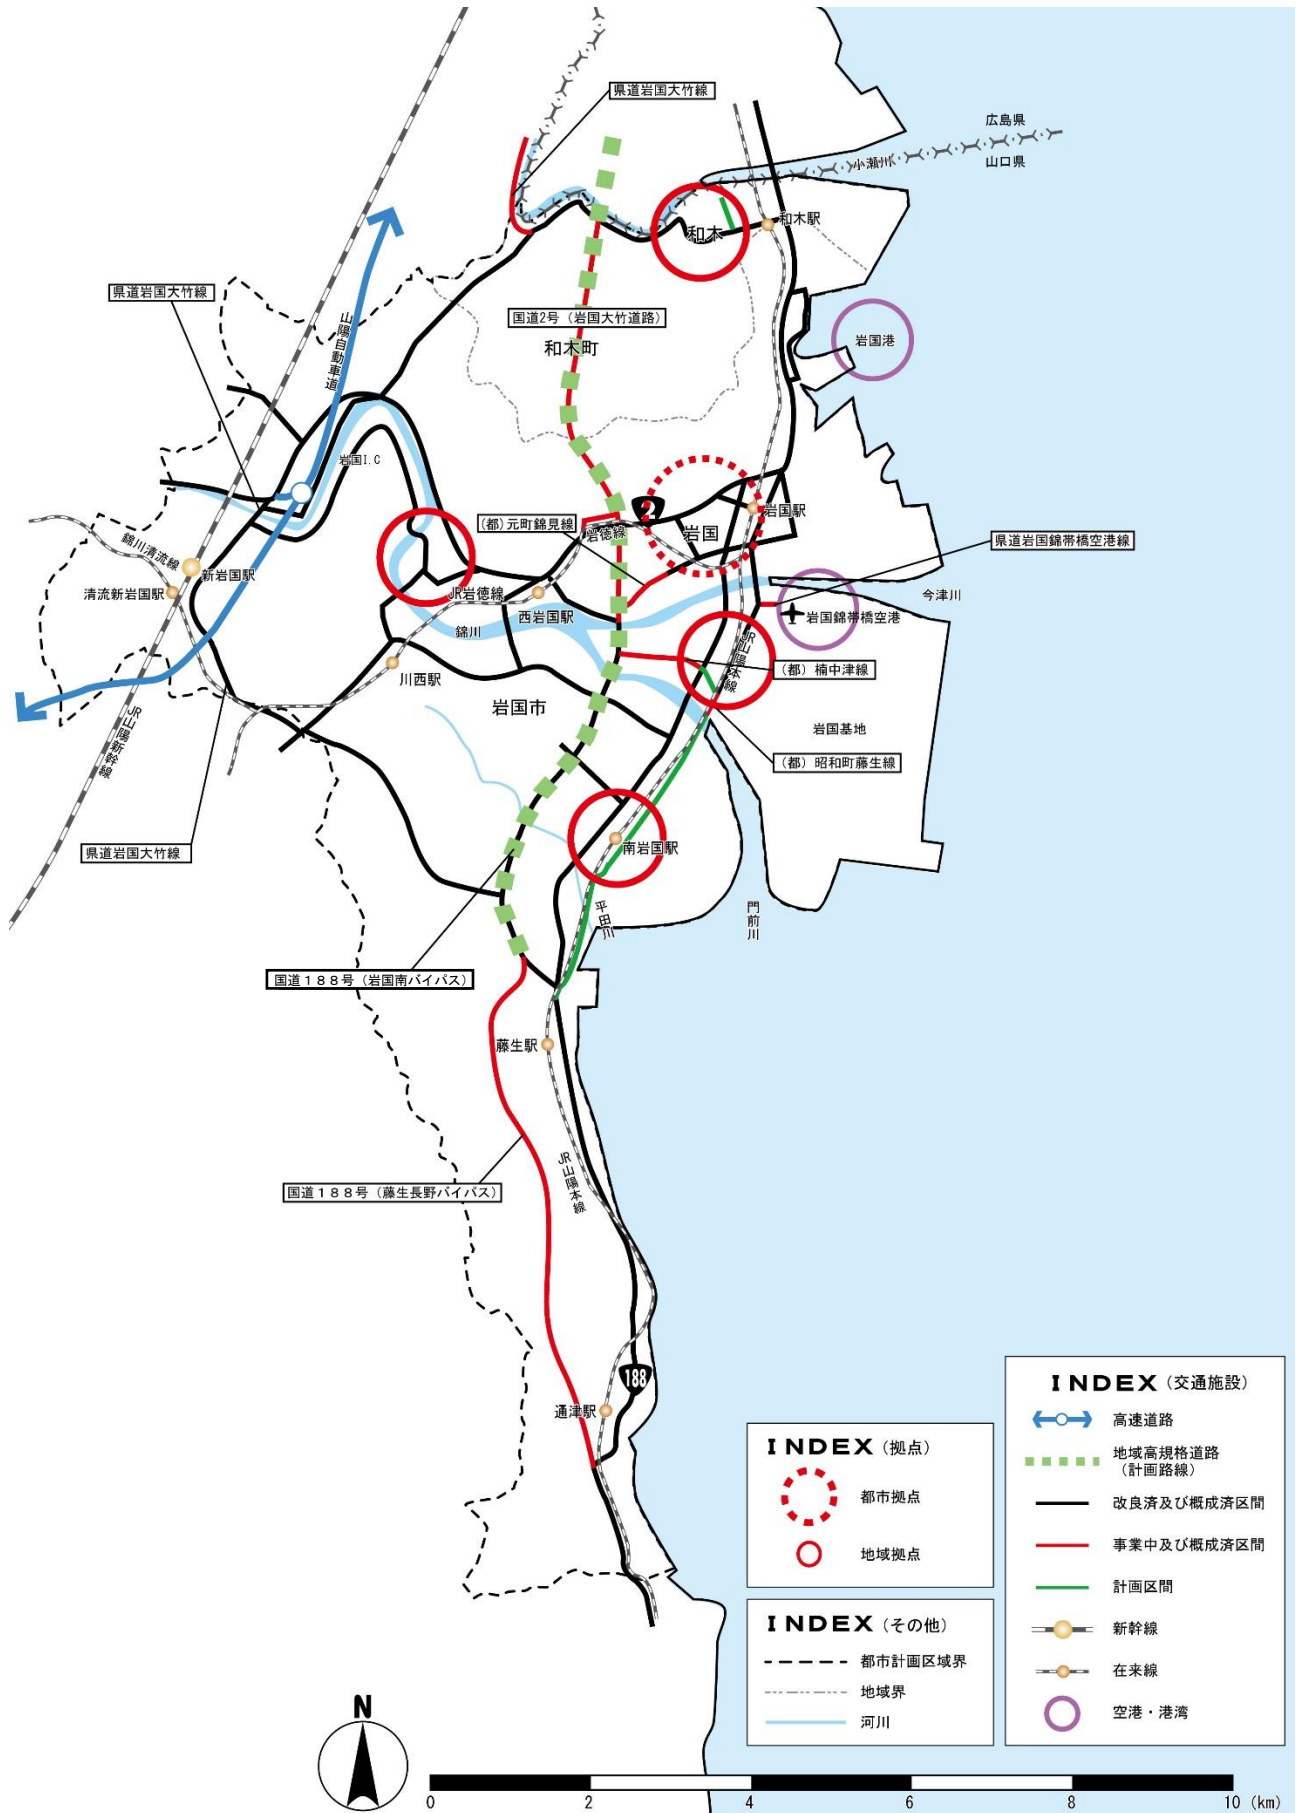 県道岩国大竹線
広島県
小瀬川
山口県
和木
和木駅
県道岩国大竹線
山陽自動車道
国道2号（岩国大竹道路）
和木町
岩国港
岩国I.C
2
岩国駅
(都)元町錦見線
岩徳線
岩国
県道岩国錦帯橋空港線
錦川清流線
新岩国駅
清流新岩国駅
JR岩徳線
西岩国駅
今津川
岩国錦帯橋空港
錦川
JR山陽本線
川西駅
(都) 楠中津線
岩国市
岩国基地
JR山陽新幹線
(都) 昭和町藤生線
県道岩国大竹線
南岩国駅
平田川
門前川
国道１８８号（岩国南バイパス）
藤生駅
JR山陽本線
国道１８８号（藤生長野バイパス）
188
通津駅
INDEX（拠点）
都市拠点
地域拠点
INDEX（その他）
都市計画区域界
地域界
河川
INDEX（交通施設）
高速道路
地域高規格道路
（計画路線）
改良済及び概成済区間
事業中及び概成済区間
計画区間
新幹線
在来線
空港・港湾
N
0 2 4 6 8 10 (km)